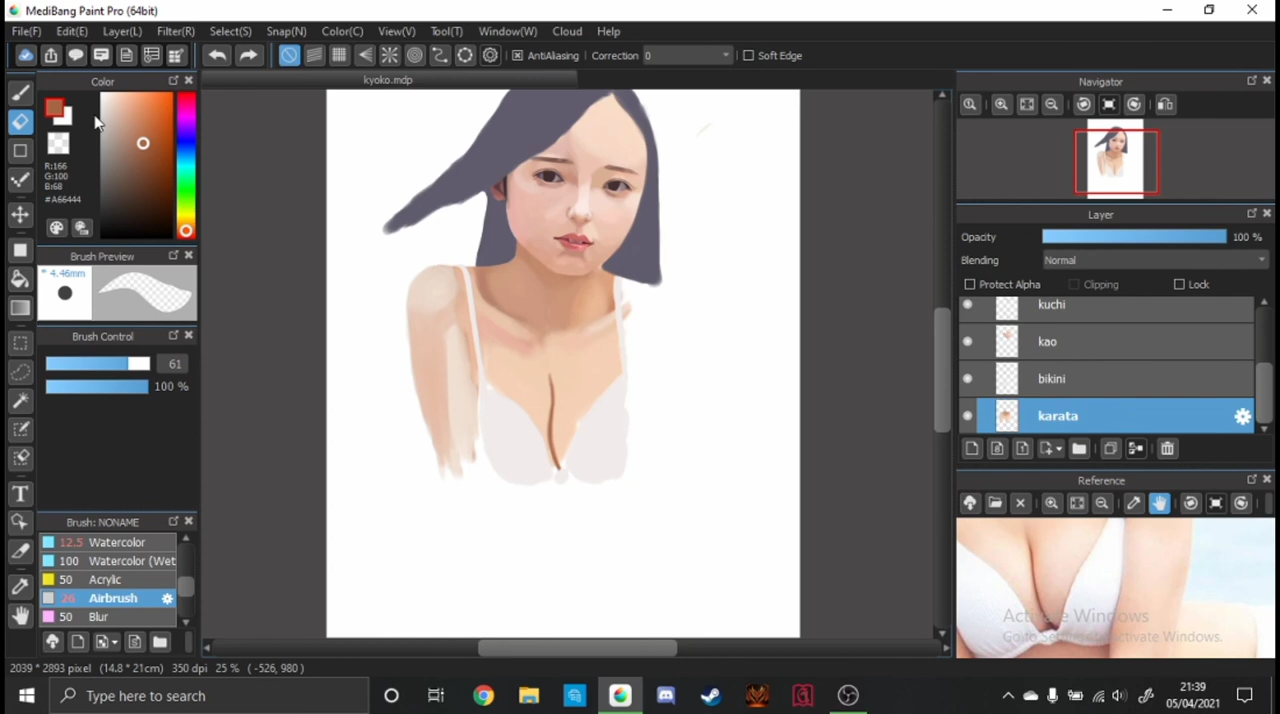 MediBang Paint Pro (64bit)
File(F) Edit(E) Layer(L) Filter(R) Select(S) Snap(N) Color(C) View(V) Tool(T) Window(W) Cloud Help
AntiAliasing Correction 0 Soft Edge
Color
kyoko.mdp
Navigator
R:166
G:100
B:68
#A66444
Brush Preview
* 4.46mm
Brush Control
61
100 %
Brush: NONAME
12.5 Watercolor
100 Watercolor (Wet
50 Acrylic
26 Airbrush
50 Blur
Layer
Opacity 100 %
Blending Normal
Protect Alpha Clipping Lock
kuchi
kao
bikini
karata
Reference
Activate Windows
Go to Settings to activate Windows.
2039 * 2893 pixel (14.8 * 21cm) 350 dpi 25 % ( -526, 980 )
Type here to search
21:39
05/04/2021